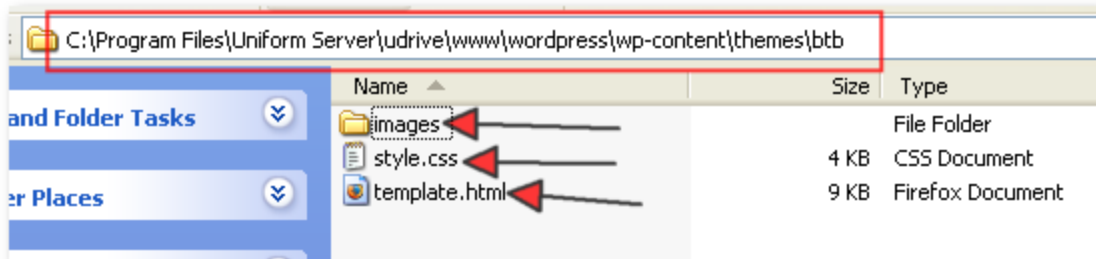 C:\Program Files\Uniform Server\udrive\www\wordpress\wp-content\themes\btb
Name Size Type
and Folder Tasks
images File Folder
style.css 4 KB CSS Document
template.html 9 KB Firefox Document
er Places